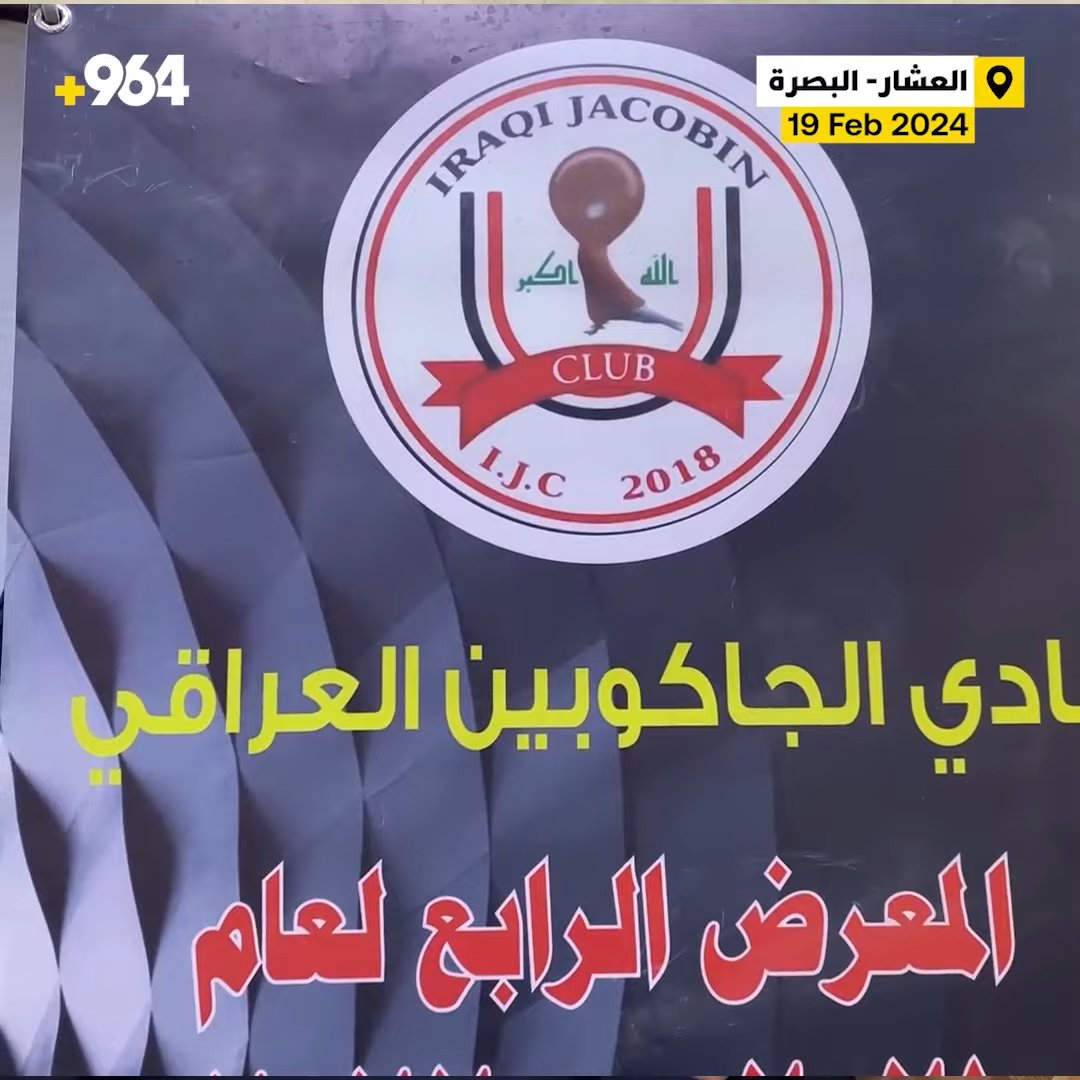 +964
العشار- البصرة
19 Feb 2024
IRAQI JACOBIN
الله اكبر
CLUB
I.J.C 2018
ادي الجاكوبين العراقي
المعرض الرابع لعام